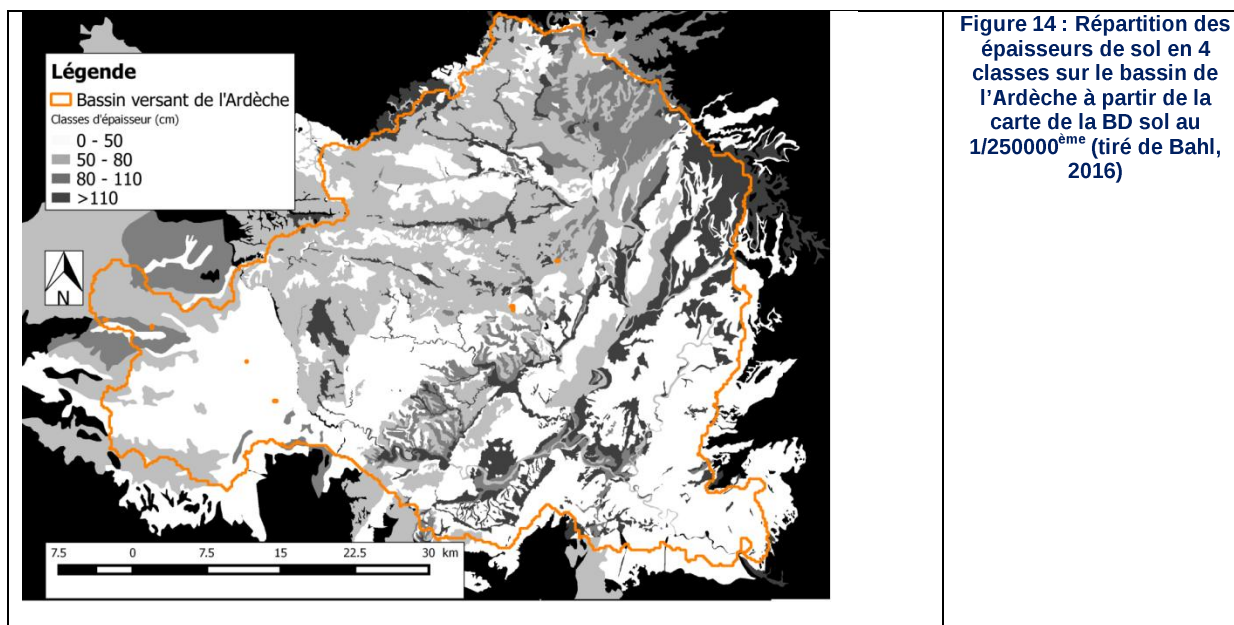 Légende
Bassin versant de l'Ardèche
Classes d'épaisseur (cm)
0 - 50
50 - 80
80 - 110
>110
N
7.5 0 7.5 15 22.5 30 km
Figure 14 : Répartition des
épaisseurs de sol en 4
classes sur le bassin de
l'Ardèche à partir de la
carte de la BD sol au
1/250000ème (tiré de Bahl,
2016)